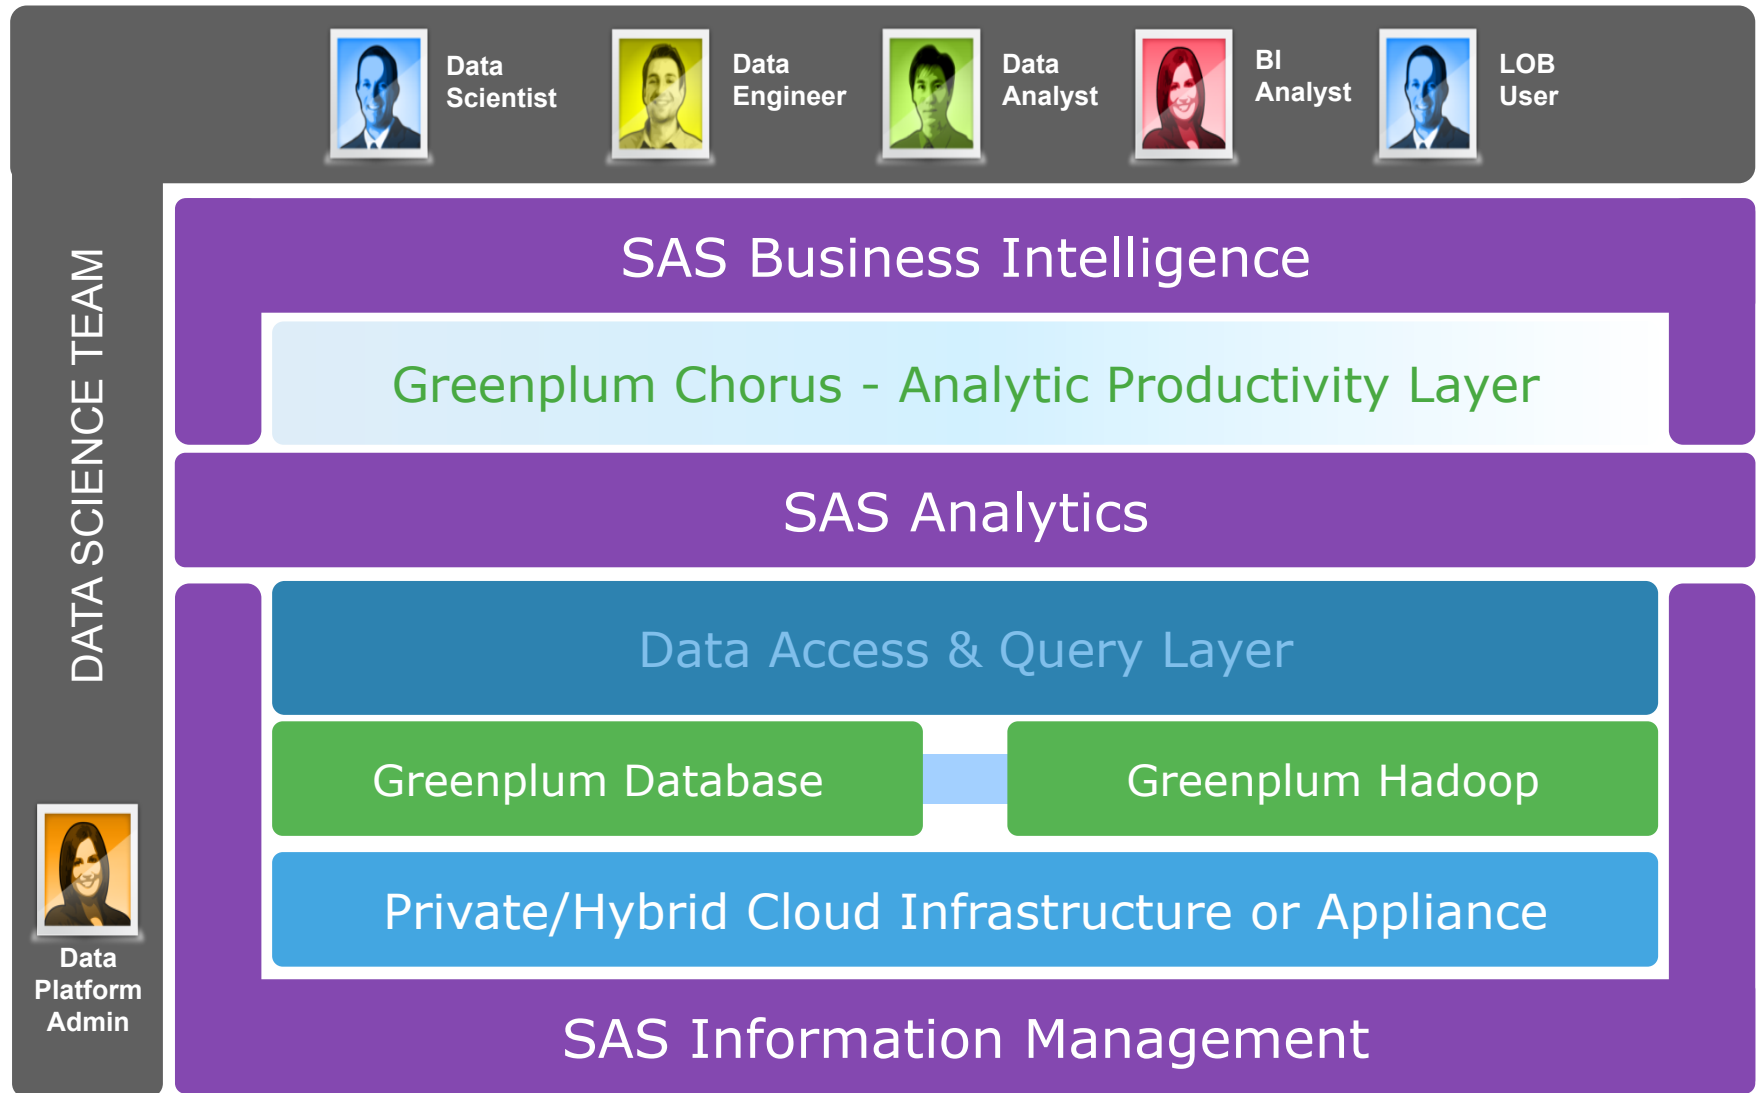 Data
Scientist
Data
Engineer
Data
Analyst
BI
Analyst
LOB
User
DATA SCIENCE TEAM
SAS Business Intelligence
Greenplum Chorus - Analytic Productivity Layer
SAS Analytics
Data Access & Query Layer
Greenplum Database
Greenplum Hadoop
Private/Hybrid Cloud Infrastructure or Appliance
Data
Platform
Admin
SAS Information Management